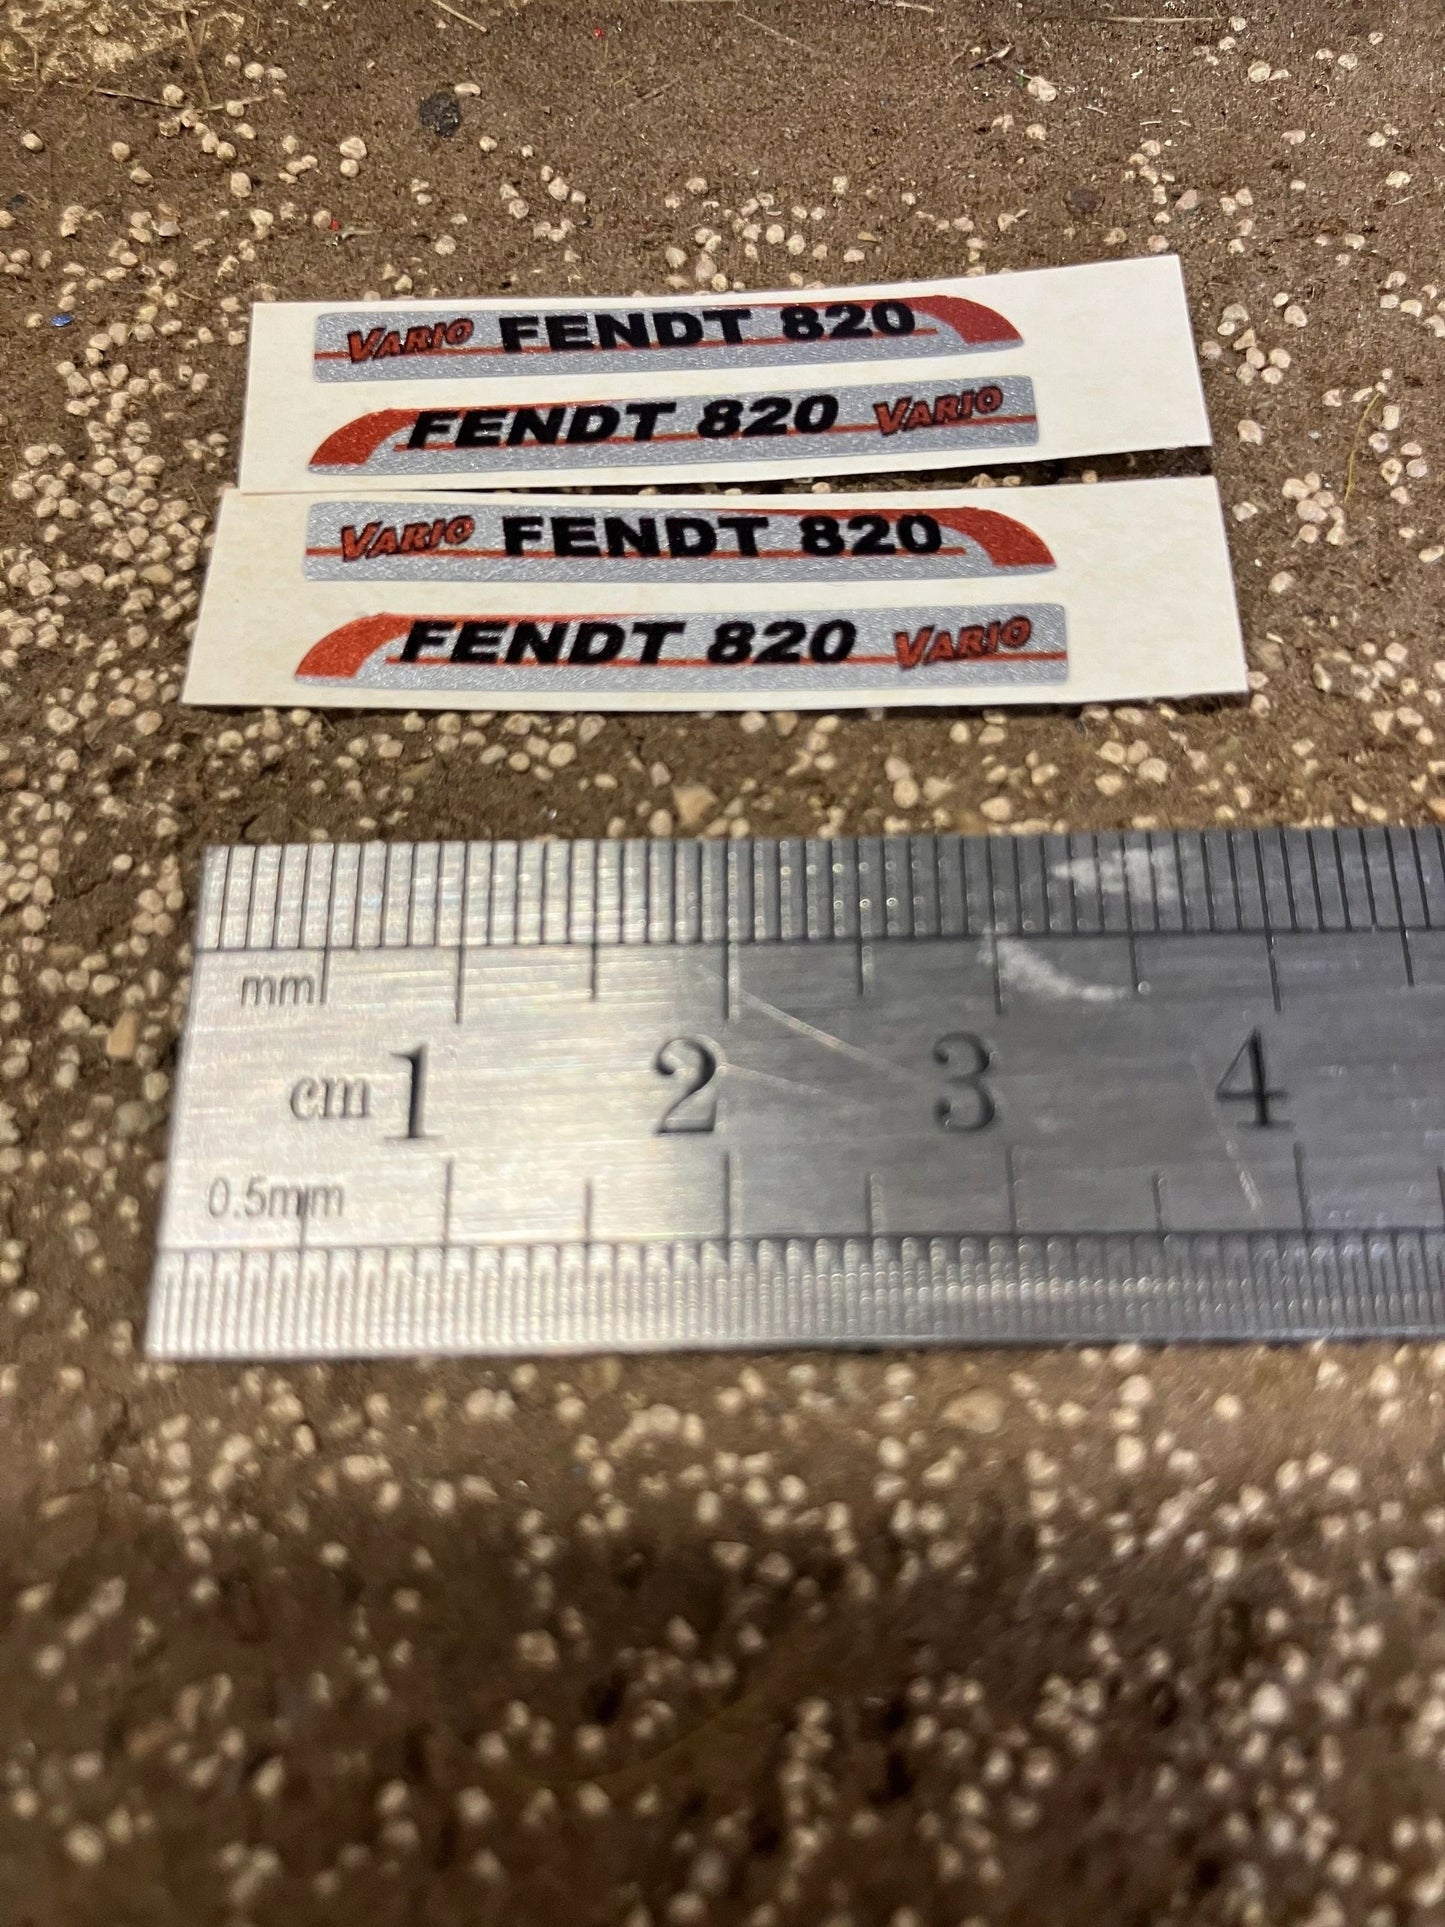 VARIO FENDT 820
FENDT 820 VARIO
VARIO FENDT 820
FENDT 820 VARIO
mm
cm 1 2 3 4
0.5mm